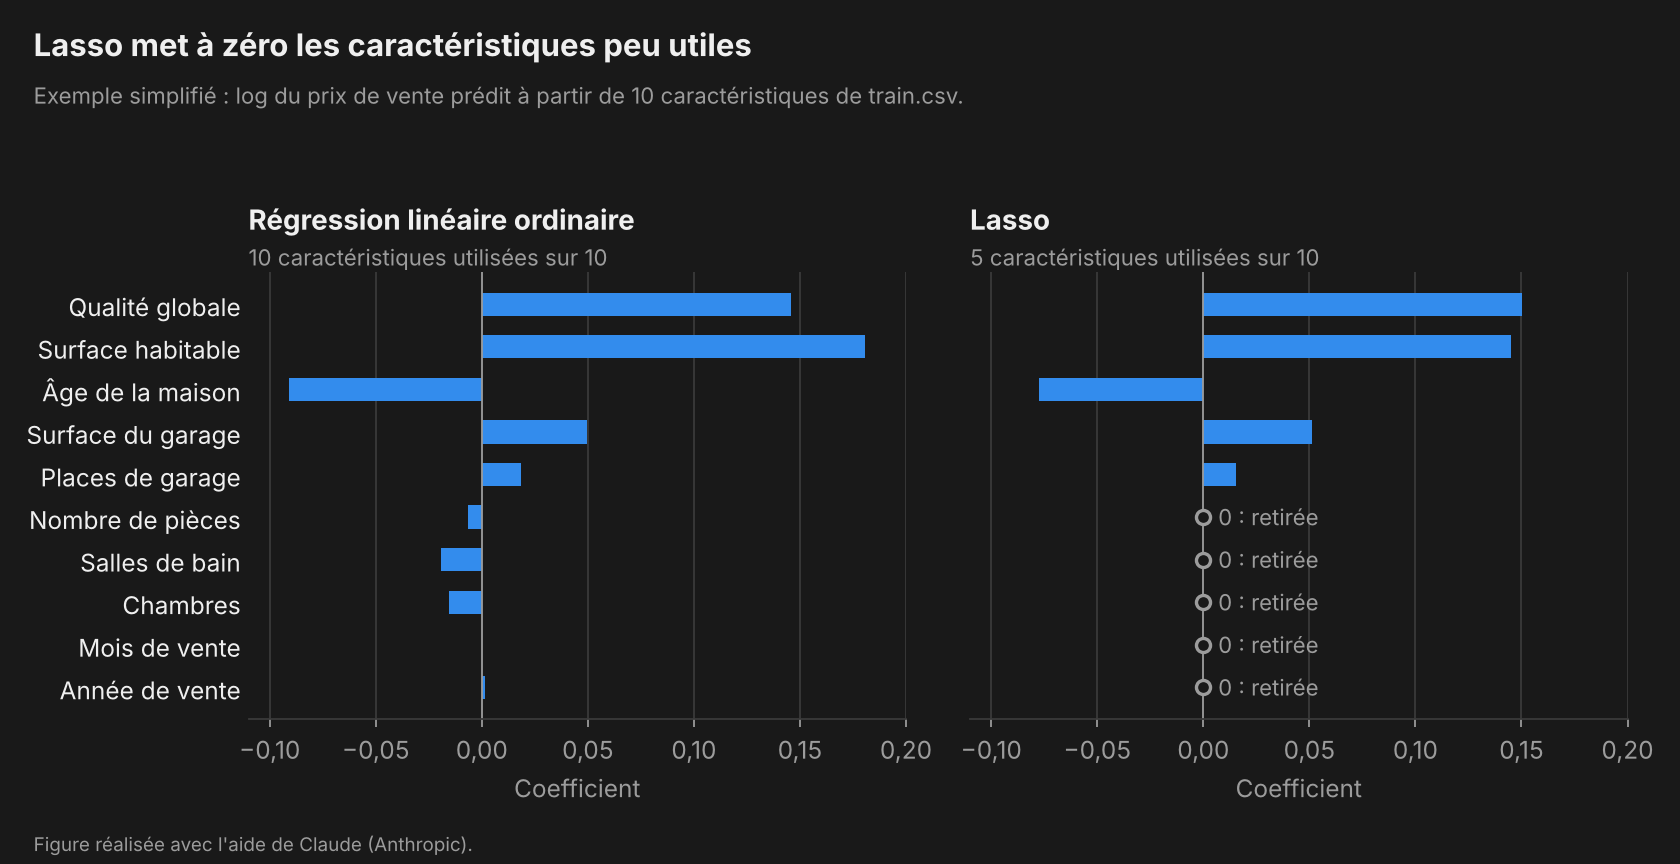 Lasso met à zéro les caractéristiques peu utiles
Exemple simplifié : log du prix de vente prédit à partir de 10 caractéristiques de train.csv.
Régression linéaire ordinaire
10 caractéristiques utilisées sur 10
Qualité globale
Surface habitable
Âge de la maison
Surface du garage
Places de garage
Nombre de pièces
Salles de bain
Chambres
Mois de vente
Année de vente
−0,10 −0,05 0,00 0,05 0,10 0,15 0,20
Coefficient
Lasso
5 caractéristiques utilisées sur 10
0 : retirée
0 : retirée
0 : retirée
0 : retirée
0 : retirée
−0,10 −0,05 0,00 0,05 0,10 0,15 0,20
Coefficient
Figure réalisée avec l'aide de Claude (Anthropic).